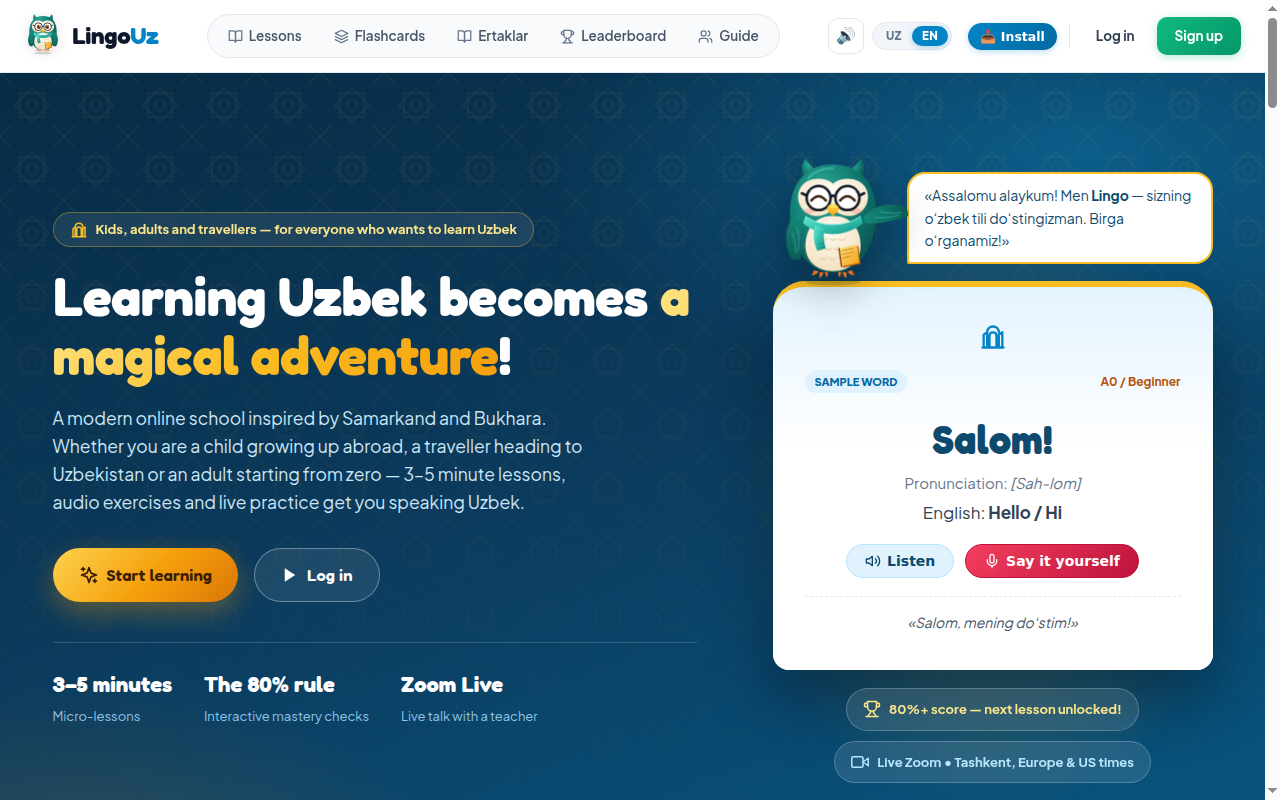 LingoUz
Lessons
Flashcards
Ertaklar
Leaderboard
Guide
UZ
EN
Install
Log in
Sign up
Kids, adults and travellers — for everyone who wants to learn Uzbek
Learning Uzbek becomes a
magical adventure!
A modern online school inspired by Samarkand and Bukhara.
Whether you are a child growing up abroad, a traveller heading to
Uzbekistan or an adult starting from zero — 3–5 minute lessons,
audio exercises and live practice get you speaking Uzbek.
Start learning
Log in
3–5 minutes
Micro-lessons
The 80% rule
Interactive mastery checks
Zoom Live
Live talk with a teacher
«Assalomu alaykum! Men Lingo — sizning
oʻzbek tili doʻstingizman. Birga
oʻrganamiz!»
SAMPLE WORD
A0 / Beginner
Salom!
Pronunciation: [Sah-lom]
English: Hello / Hi
Listen
Say it yourself
«Salom, mening doʻstim!»
80%+ score — next lesson unlocked!
Live Zoom • Tashkent, Europe & US times